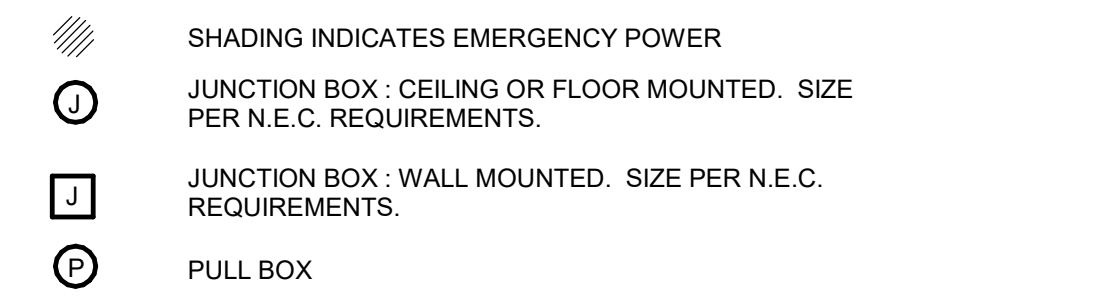 SHADING INDICATES EMERGENCY POWER
J JUNCTION BOX : CEILING OR FLOOR MOUNTED. SIZE
PER N.E.C. REQUIREMENTS.
J JUNCTION BOX : WALL MOUNTED. SIZE PER N.E.C.
REQUIREMENTS.
P PULL BOX